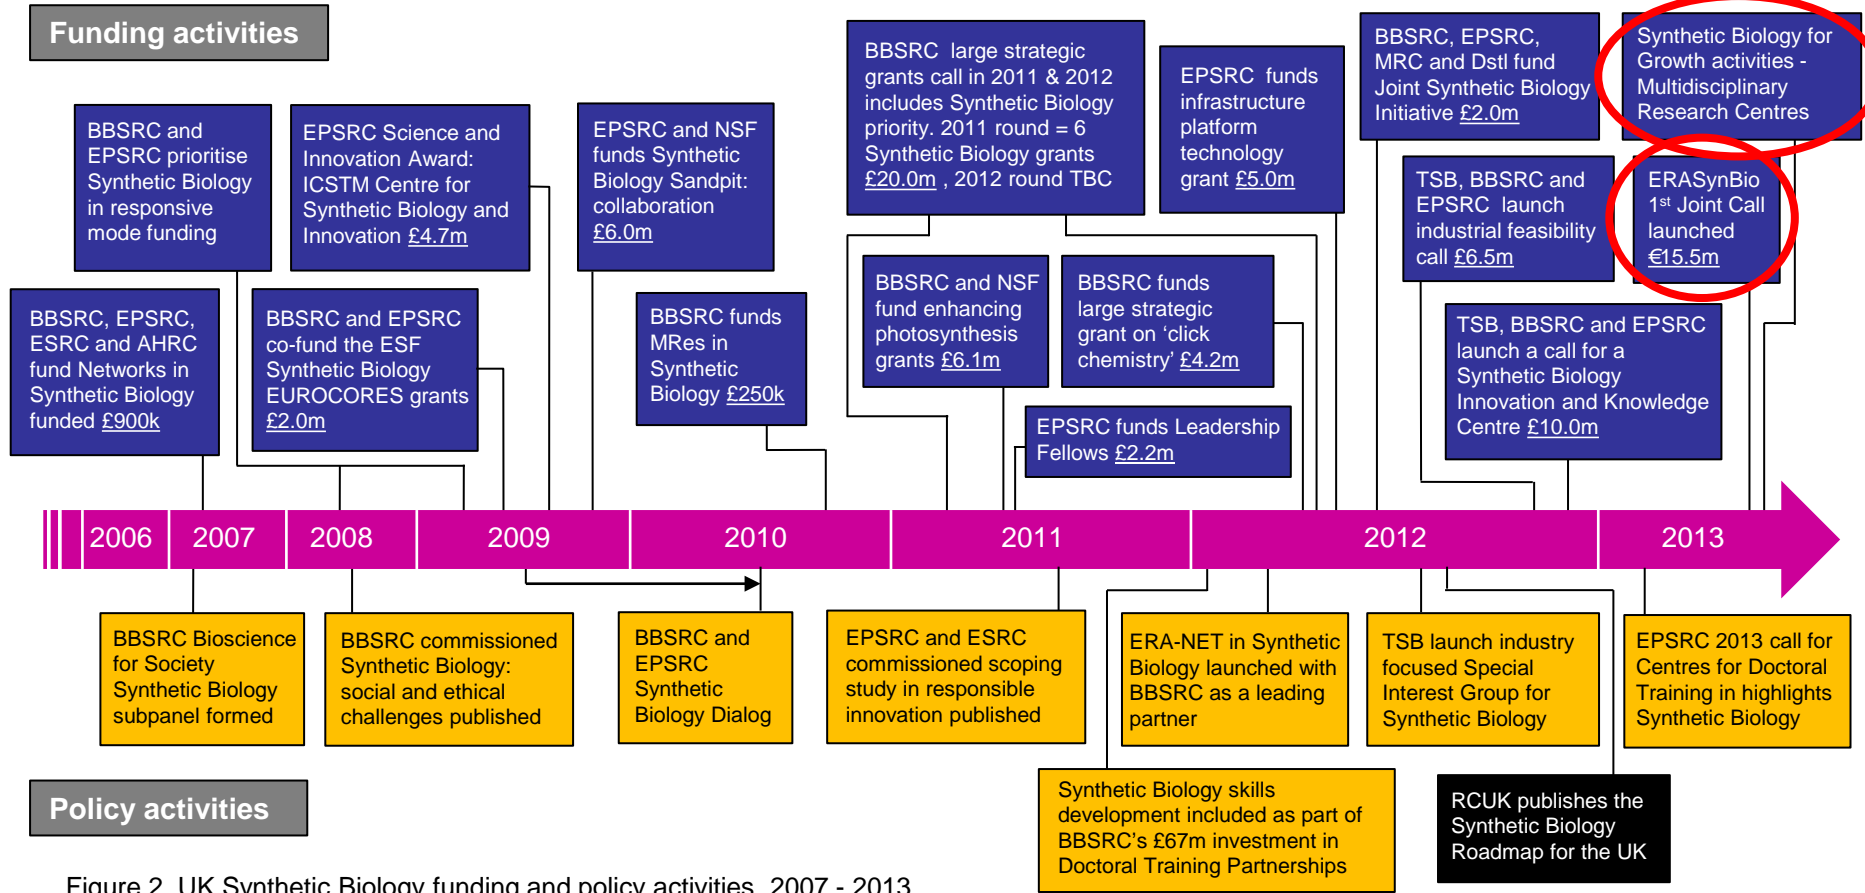 Funding activities
BBSRC and
EPSRC prioritise
Synthetic Biology
in responsive
mode funding
EPSRC Science and
Innovation Award:
ICSTM Centre for
Synthetic Biology and
Innovation £4.7m
EPSRC and NSF
funds Synthetic
Biology Sandpit:
collaboration
£6.0m
BBSRC large strategic
grants call in 2011 & 2012
includes Synthetic Biology
priority. 2011 round = 6
Synthetic Biology grants
£20.0m , 2012 round TBC
EPSRC funds
infrastructure
platform
technology
grant £5.0m
BBSRC, EPSRC,
MRC and Dstl fund
Joint Synthetic Biology
Initiative £2.0m
Synthetic Biology for
Growth activities -
Multidisciplinary
Research Centres
TSB, BBSRC and
EPSRC launch
industrial feasibility
call £6.5m
ERASynBio
1st Joint Call
launched
€15.5m
BBSRC, EPSRC,
ESRC and AHRC
fund Networks in
Synthetic Biology
funded £900k
BBSRC and EPSRC
co-fund the ESF
Synthetic Biology
EUROCORES grants
£2.0m
BBSRC funds
MRes in
Synthetic
Biology £250k
BBSRC and NSF
fund enhancing
photosynthesis
grants £6.1m
BBSRC funds
large strategic
grant on ‘click
chemistry’ £4.2m
EPSRC funds Leadership
Fellows £2.2m
TSB, BBSRC and EPSRC
launch a call for a
Synthetic Biology
Innovation and Knowledge
Centre £10.0m
2006 2007 2008 2009 2010 2011 2012 2013
BBSRC Bioscience
for Society
Synthetic Biology
subpanel formed
BBSRC commissioned
Synthetic Biology:
social and ethical
challenges published
BBSRC and
EPSRC
Synthetic
Biology Dialog
EPSRC and ESRC
commissioned scoping
study in responsible
innovation published
ERA-NET in Synthetic
Biology launched with
BBSRC as a leading
partner
TSB launch industry
focused Special
Interest Group for
Synthetic Biology
EPSRC 2013 call for
Centres for Doctoral
Training in highlights
Synthetic Biology
Policy activities
Synthetic Biology skills
development included as part of
BBSRC’s £67m investment in
Doctoral Training Partnerships
RCUK publishes the
Synthetic Biology
Roadmap for the UK
Figure 2. UK Synthetic Biology funding and policy activities, 2007 - 2013